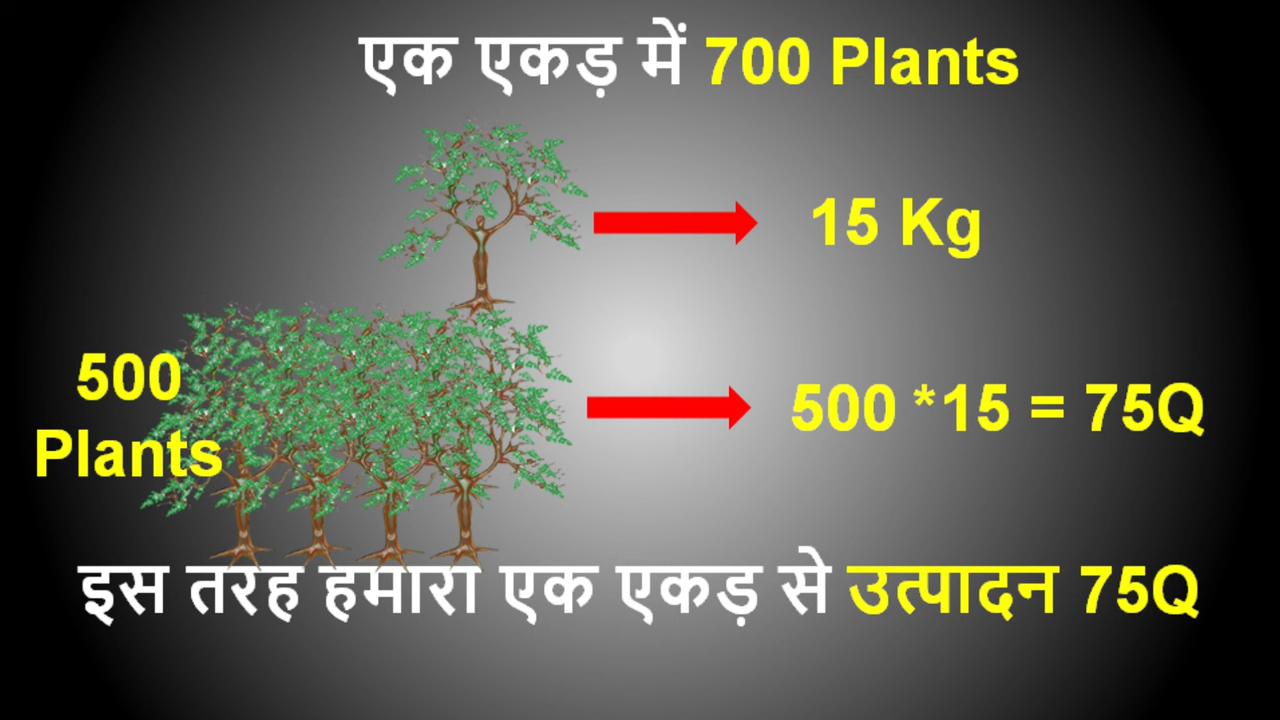 एक एकड़ में 700 Plants
15 Kg
500
Plants
500 *15 = 75Q
इस तरह हमारा एक एकड़ से उत्पादन 75Q